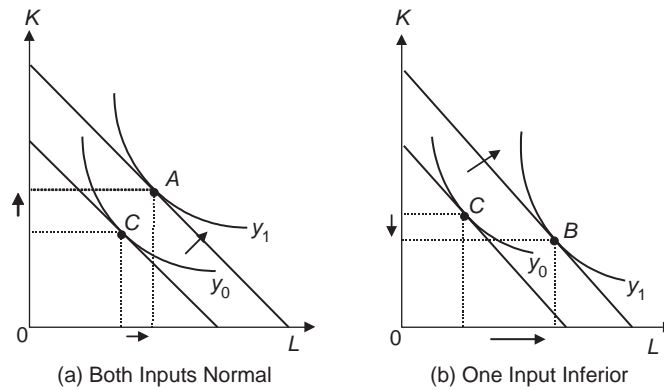 K
A
C
y1
y0
0
L
(a) Both Inputs Normal
K
C
B
y0
y1
0
L
(b) One Input Inferior